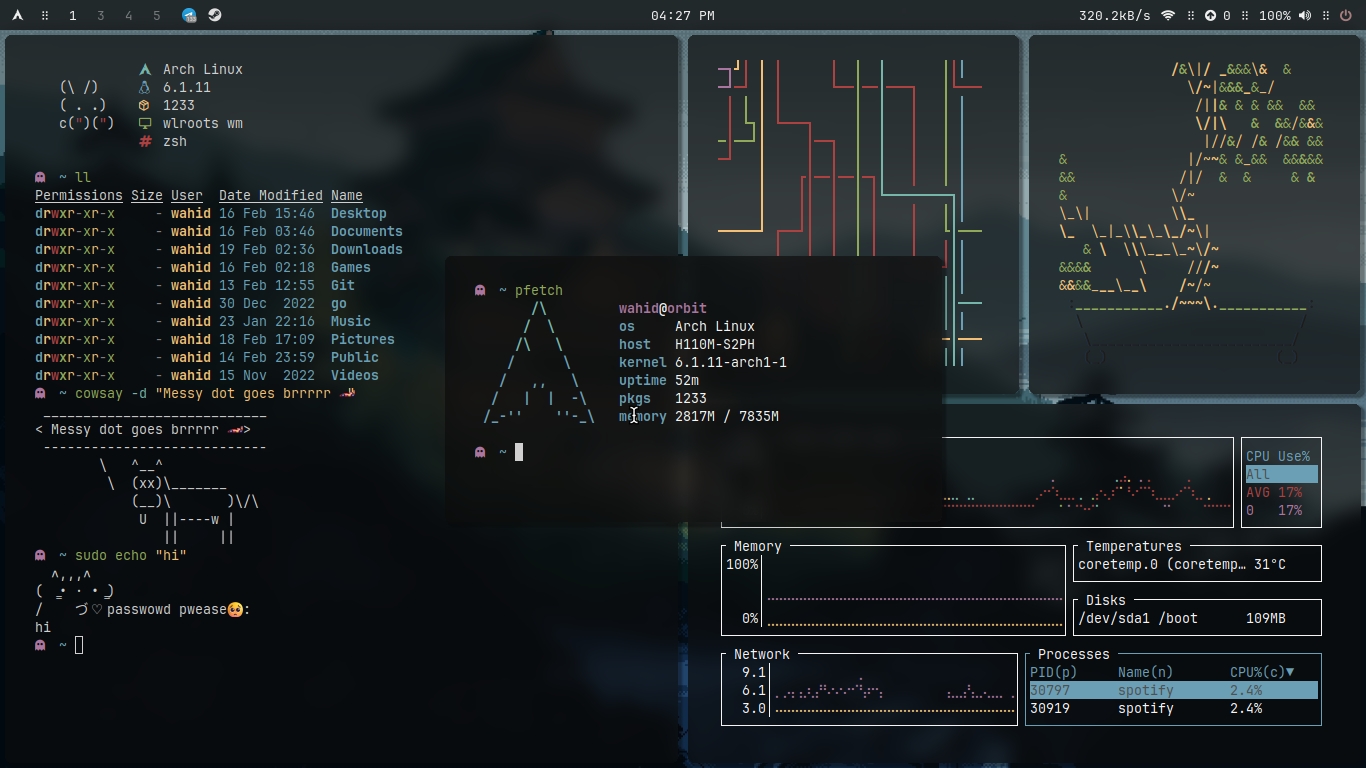 1 3 4 5
04:27 PM
320.2kB/s 0 100%
(\ /)
( . .)
c(")(")
Arch Linux
6.1.11
1233
wlroots wm
# zsh
~ ll
Permissions Size User Date Modified Name
drwxr-xr-x - wahid 16 Feb 15:46 Desktop
drwxr-xr-x - wahid 16 Feb 03:46 Documents
drwxr-xr-x - wahid 19 Feb 02:36 Downloads
drwxr-xr-x - wahid 16 Feb 02:18 Games
drwxr-xr-x - wahid 13 Feb 12:55 Git
drwxr-xr-x - wahid 30 Dec 2022 go
drwxr-xr-x - wahid 23 Jan 22:16 Music
drwxr-xr-x - wahid 18 Feb 17:09 Pictures
drwxr-xr-x - wahid 14 Feb 23:59 Public
drwxr-xr-x - wahid 15 Nov 2022 Videos
~ cowsay -d "Messy dot goes brrrrr
< Messy dot goes brrrrr >
\ ^__^
\ (xx)\_______
(__)\ )\/\
U ||----w |
|| ||
~ sudo echo "hi"
づ♡ passwowd pwease🥺:
hi
~
~ pfetch
wahid@orbit
os Arch Linux
host H110M-S2PH
kernel 6.1.11-arch1-1
uptime 52m
pkgs 1233
memory 2817M / 7835M
~
CPU Use%
All
AVG 17%
0 17%
Memory
100%
0%
Temperatures
coretemp.0 (coretemp… 31°C
Disks
/dev/sda1 /boot 109MB
Network
9.1
6.1
3.0
Processes
PID(p) Name(n) CPU%(c)▼
30797 spotify 2.4%
30919 spotify 2.4%